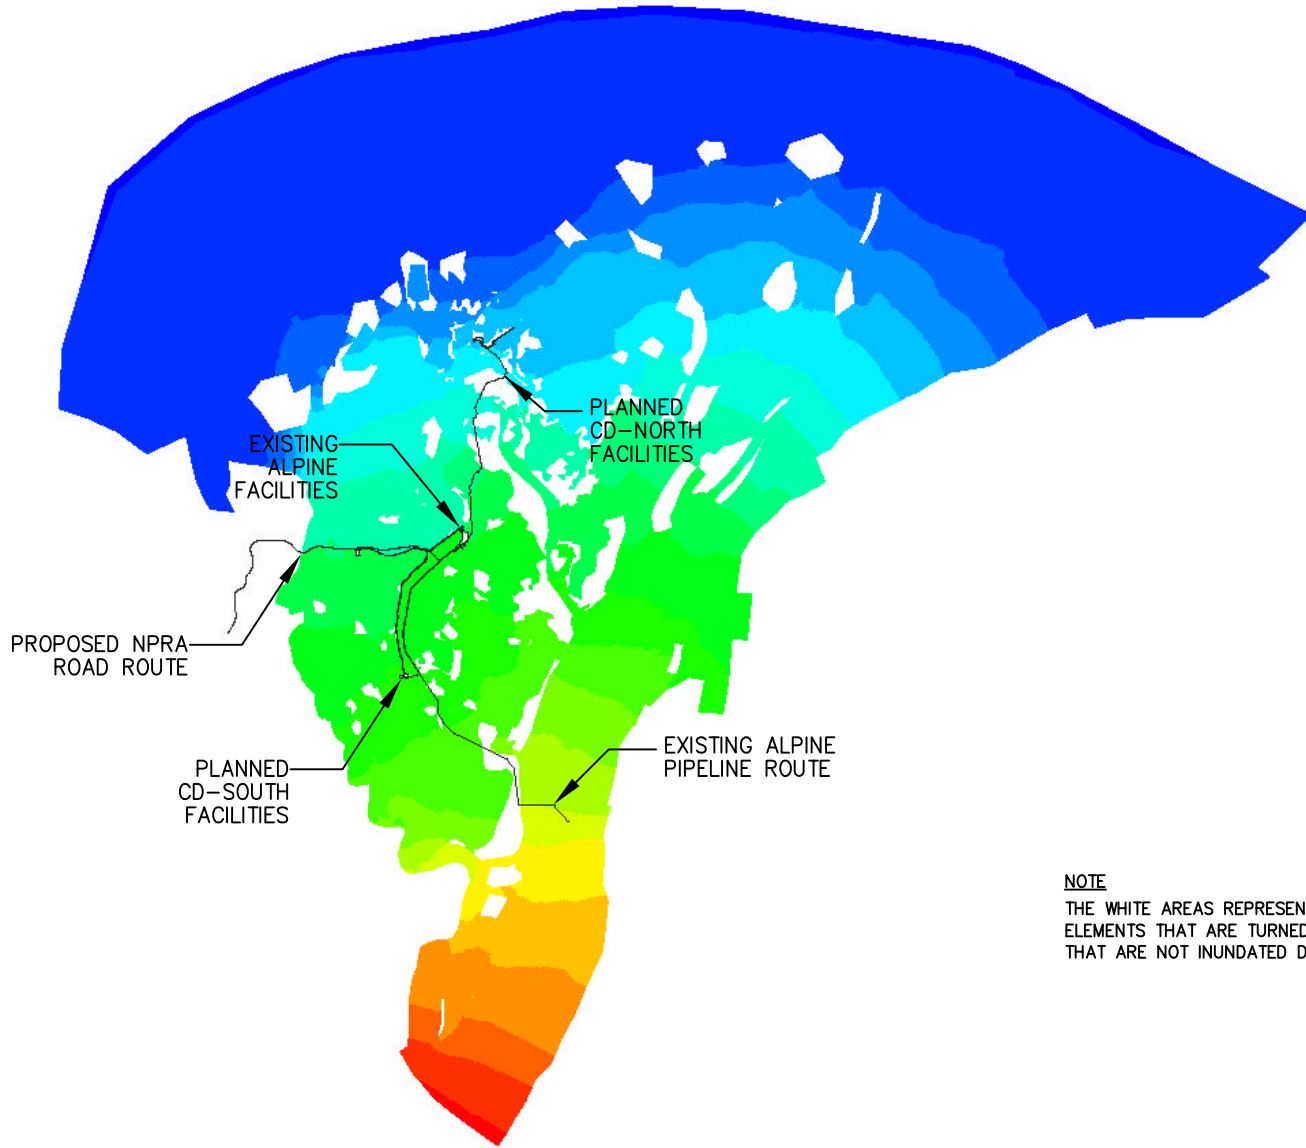 PLANNED
CD-NORTH
FACILITIES
EXISTING
ALPINE
FACILITIES
PROPOSED NPRA
ROAD ROUTE
PLANNED
CD-SOUTH
FACILITIES
EXISTING ALPINE
PIPELINE ROUTE
NOTE
THE WHITE AREAS REPRESEN
ELEMENTS THAT ARE TURNED
THAT ARE NOT INUNDATED D